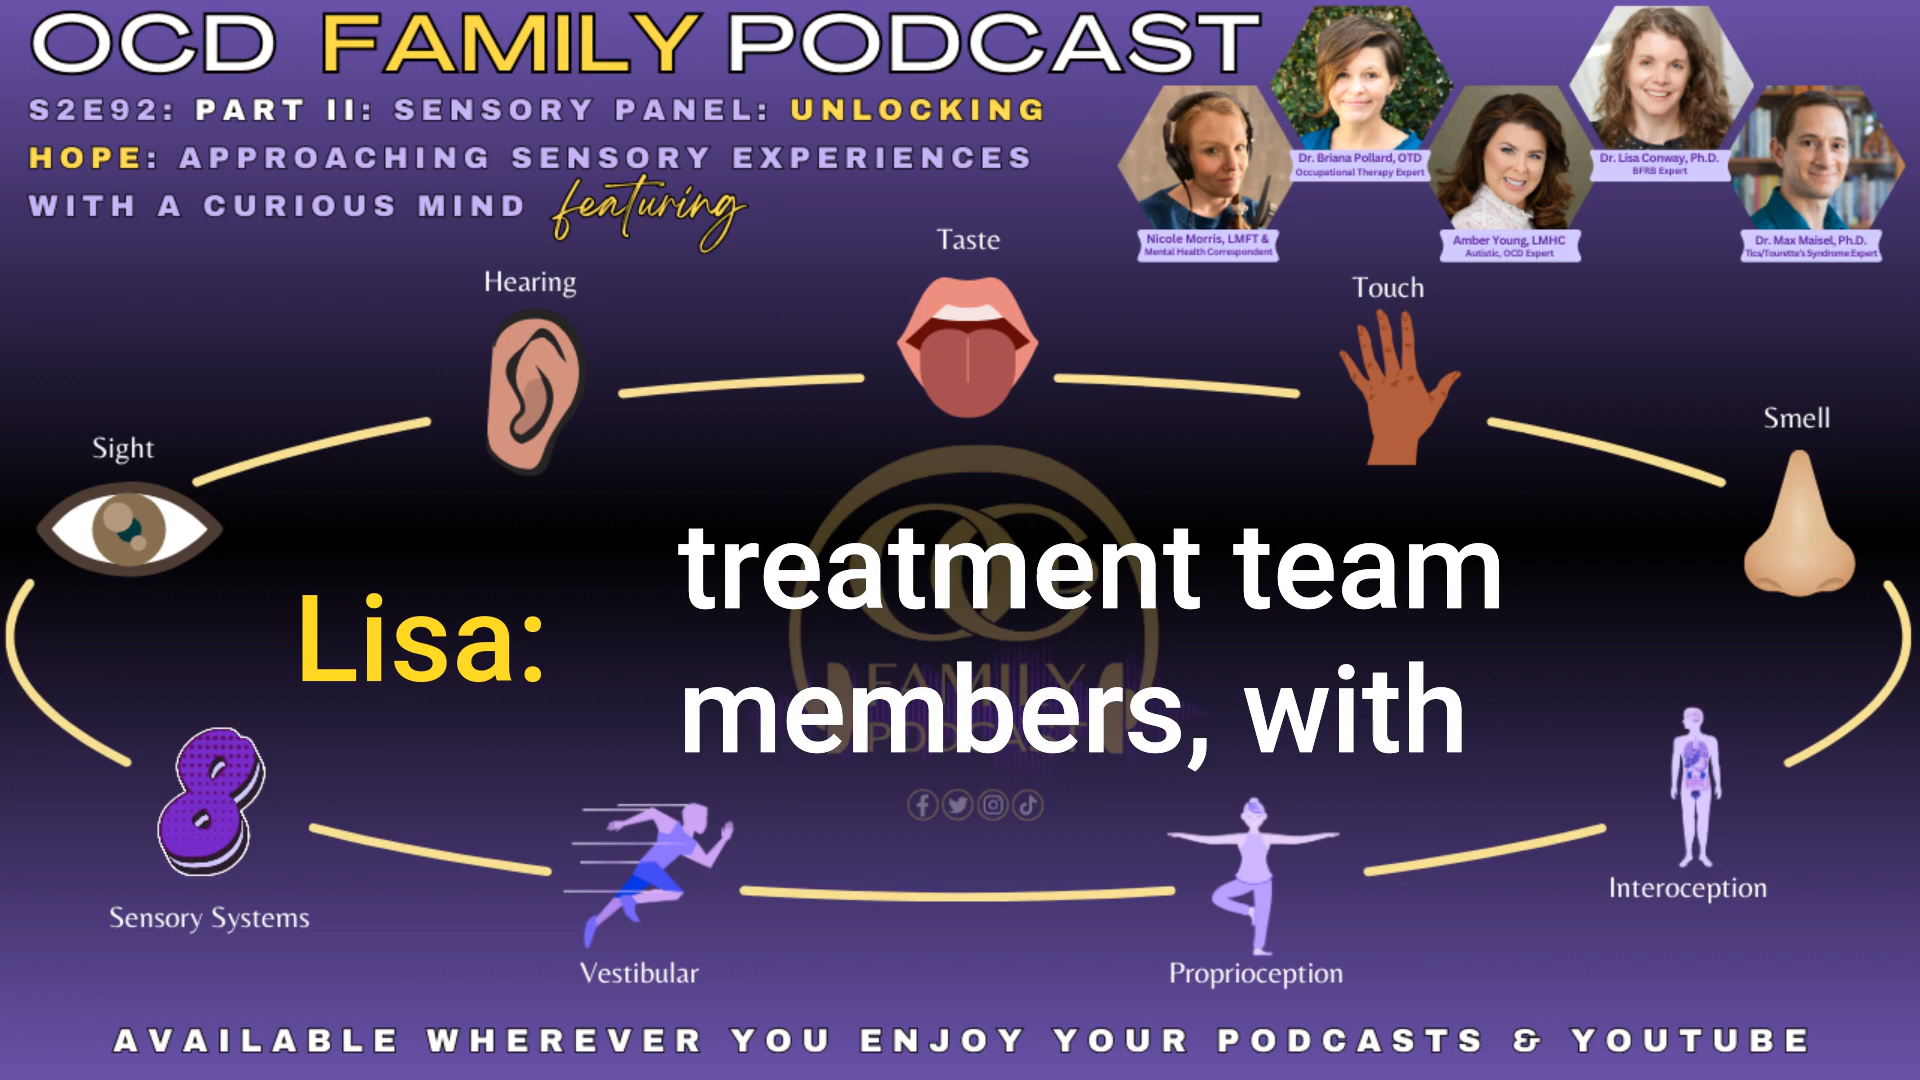 OCD FAMILY PODCAST
S2E92: PART II: SENSORY PANEL: UNLOCKING
HOPE: APPROACHING SENSORY EXPERIENCES
WITH A CURIOUS MIND featuring
Dr. Briana Pollard, OTD
Occupational Therapy Expert
Dr. Lisa Conway, Ph.D.
BFRB Expert
Nicole Morris, LMFT &
Mental Health Correspondent
Amber Young, LMHC
Autistic, OCD Expert
Dr. Max Maisel, Ph.D.
Tics/Tourette's Syndrome Expert
Taste
Hearing
Touch
Smell
Sight
Lisa:
treatment team
members, with
FAMILY
PODCAST
8
Sensory Systems
Vestibular
Proprioception
Interoception
AVAILABLE WHEREVER YOU ENJOY YOUR PODCASTS & YOUTUBE